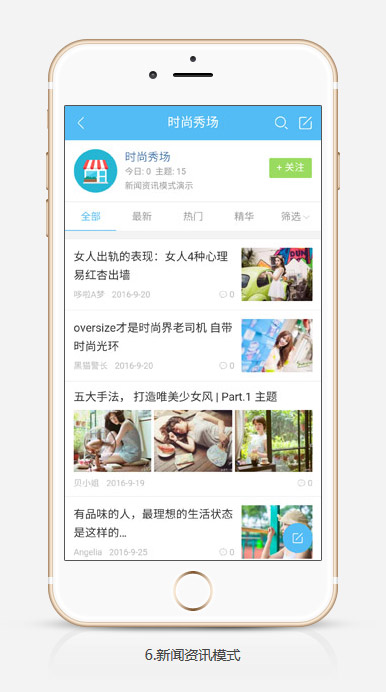 时尚秀场
时尚秀场
今日: 0 主题: 15
新闻资讯模式演示
+ 关注
全部 最新 热门 精华 筛选
女人出轨的表现：女人4种心理
易红杏出墙
哆啦A梦 2016-9-20 0
oversize才是时尚界老司机 自带
时尚光环
黑猫警长 2016-9-20 0
五大手法， 打造唯美少女风 | Part.1 主题
贝小姐 2016-9-19 0
有品味的人，最理想的生活状态
是这样的...
Angelia 2016-9-25 0
6.新闻资讯模式